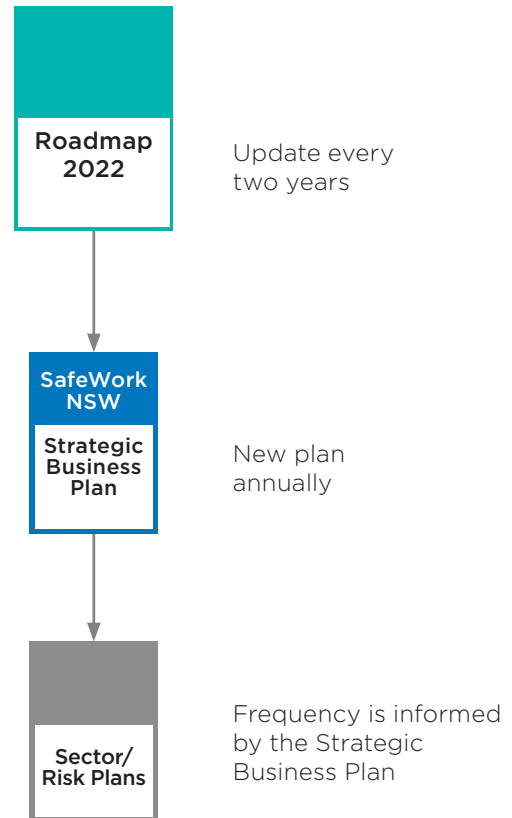 Roadmap
2022
Update every
two years
SafeWork
NSW
Strategic
Business
Plan
New plan
annually
Sector/
Risk Plans
Frequency is informed
by the Strategic
Business Plan